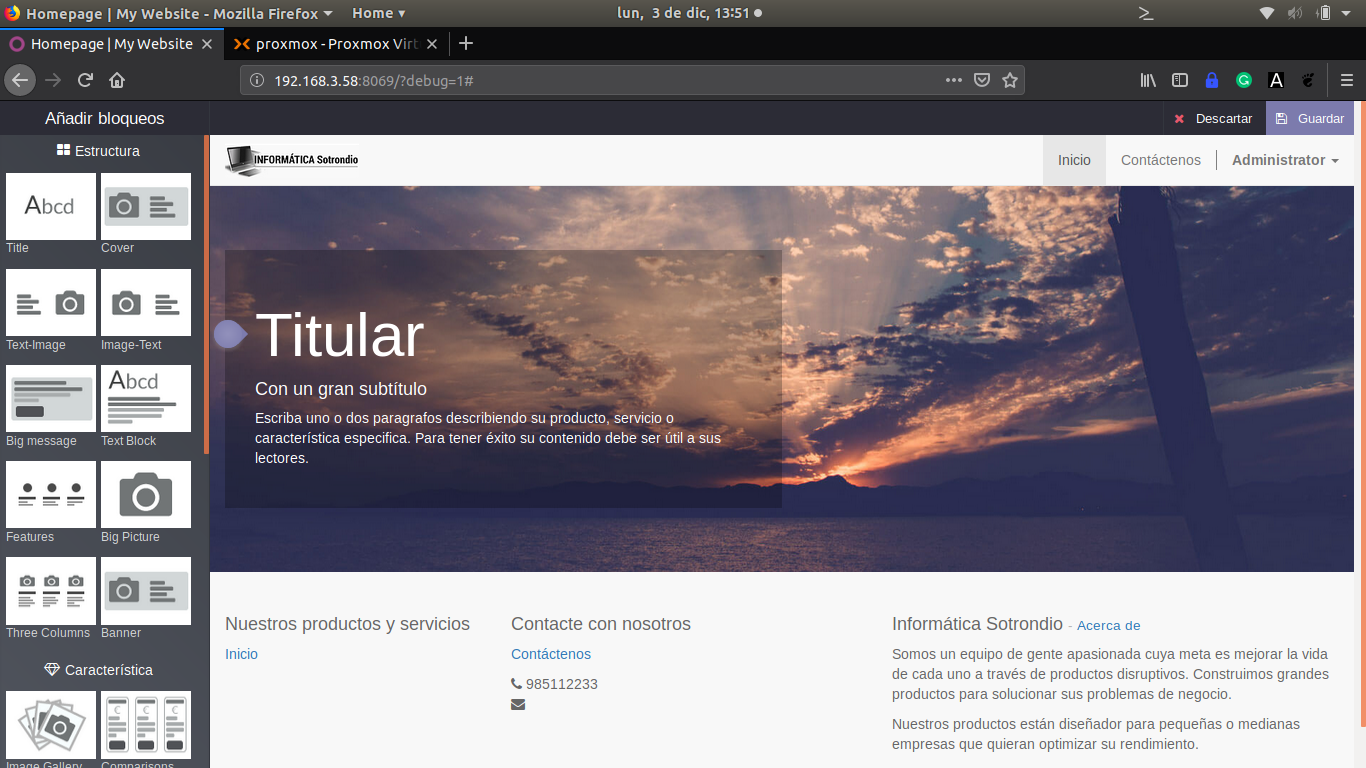 Homepage | My Website - Mozilla Firefox
Home
lun, 3 de dic, 13:51
Homepage | My Website
proxmox - Proxmox Virt
192.168.3.58:8069/?debug=1#
Añadir bloqueos
Descartar
Guardar
Estructura
Abcd
Title
Cover
Text-Image
Image-Text
Big message
Abcd
Text Block
Features
Big Picture
Three Columns
Banner
Característica
Image Gallery
C C C
Comparisons
INFORMÁTICA Sotrondio
Inicio
Contáctenos
Administrator
Titular
Con un gran subtítulo
Escriba uno o dos paragrafos describiendo su producto, servicio o
característica especifica. Para tener éxito su contenido debe ser útil a sus
lectores.
Nuestros productos y servicios
Inicio
Contacte con nosotros
Contáctenos
985112233
Informática Sotrondio - Acerca de
Somos un equipo de gente apasionada cuya meta es mejorar la vida
de cada uno a través de productos disruptivos. Construimos grandes
productos para solucionar sus problemas de negocio.
Nuestros productos están diseñador para pequeñas o medianas
empresas que quieran optimizar su rendimiento.